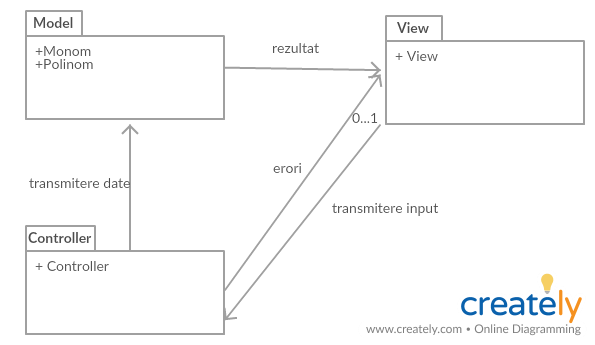 Model
+Monom
+Polinom
rezultat
View
+ View
0...1
erori
transmitere date
transmitere input
Controller
+ Controller
creately
www.creately.com • Online Diagramming